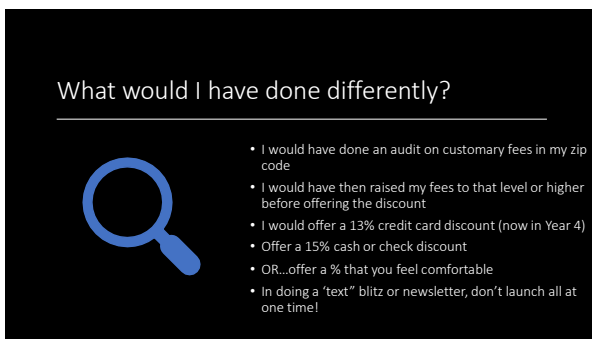 What would I have done differently?
• I would have done an audit on customary fees in my zip
code
• I would have then raised my fees to that level or higher
before offering the discount
• I would offer a 13% credit card discount (now in Year 4)
• Offer a 15% cash or check discount
• OR…offer a % that you feel comfortable
• In doing a ‘text” blitz or newsletter, don’t launch all at
one time!